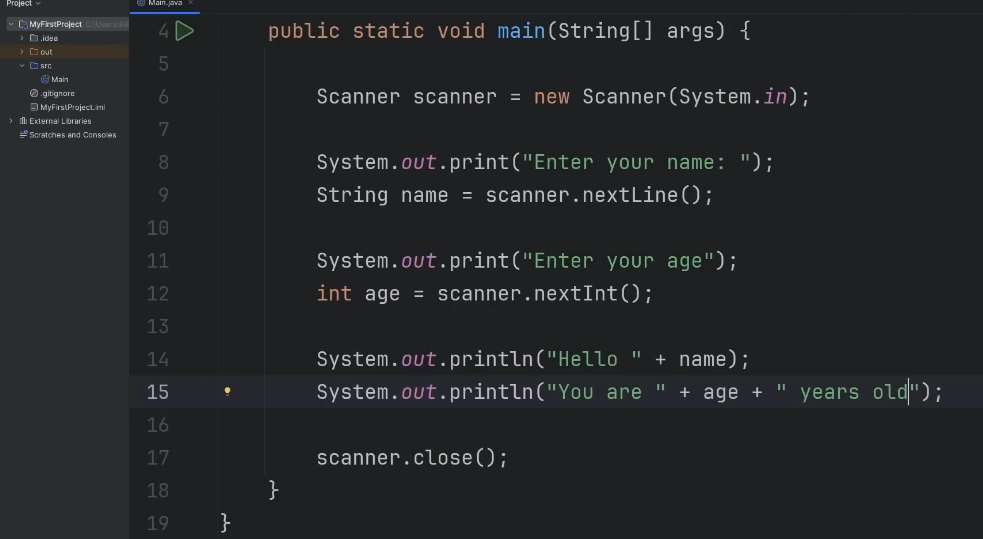 Project
Main.java
MyFirstProject C:\Users\H
.idea
out
src
Main
.gitignore
MyFirstProject.iml
External Libraries
Scratches and Consoles
4 public static void main(String[] args) {
5
6 Scanner scanner = new Scanner(System.in);
7
8 System.out.print("Enter your name: ");
9 String name = scanner.nextLine();
10
11 System.out.print("Enter your age");
12 int age = scanner.nextInt();
13
14 System.out.println("Hello " + name);
15 System.out.println("You are " + age + " years old");
16
17 scanner.close();
18 }
19 }